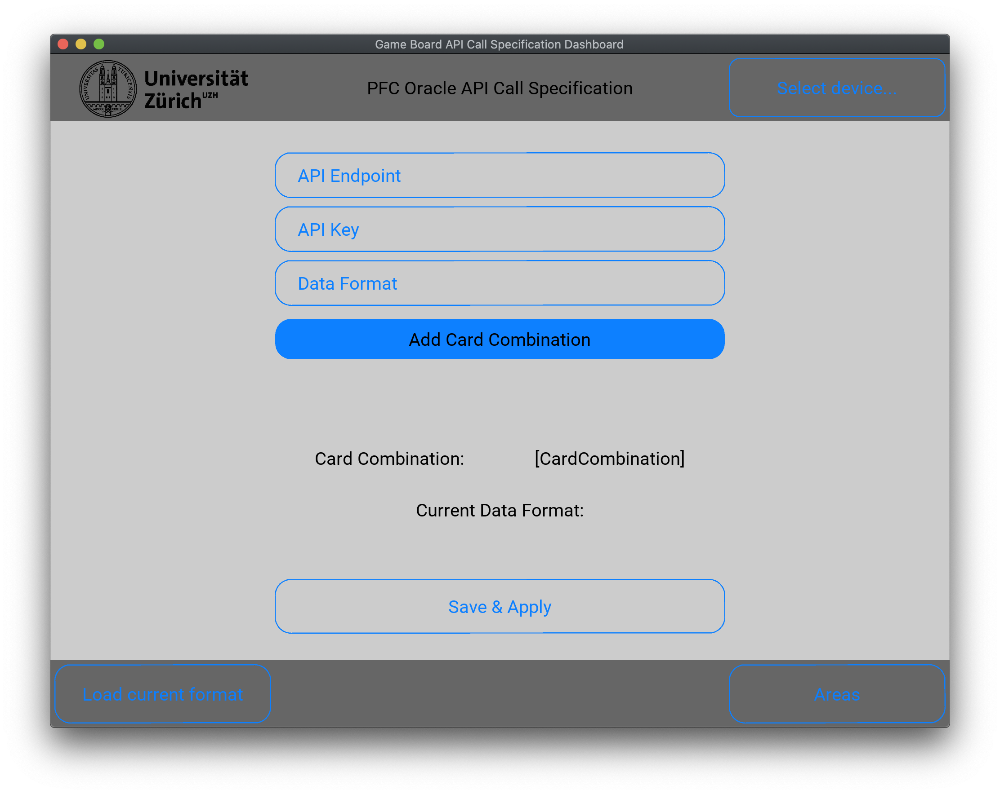 Game Board API Call Specification Dashboard
UNIVERSITAS TURICENSIS
Universität
Zürich UZH
PFC Oracle API Call Specification
Select device...
API Endpoint
API Key
Data Format
Add Card Combination
Card Combination: [CardCombination]
Current Data Format:
Save & Apply
Load current format
Areas